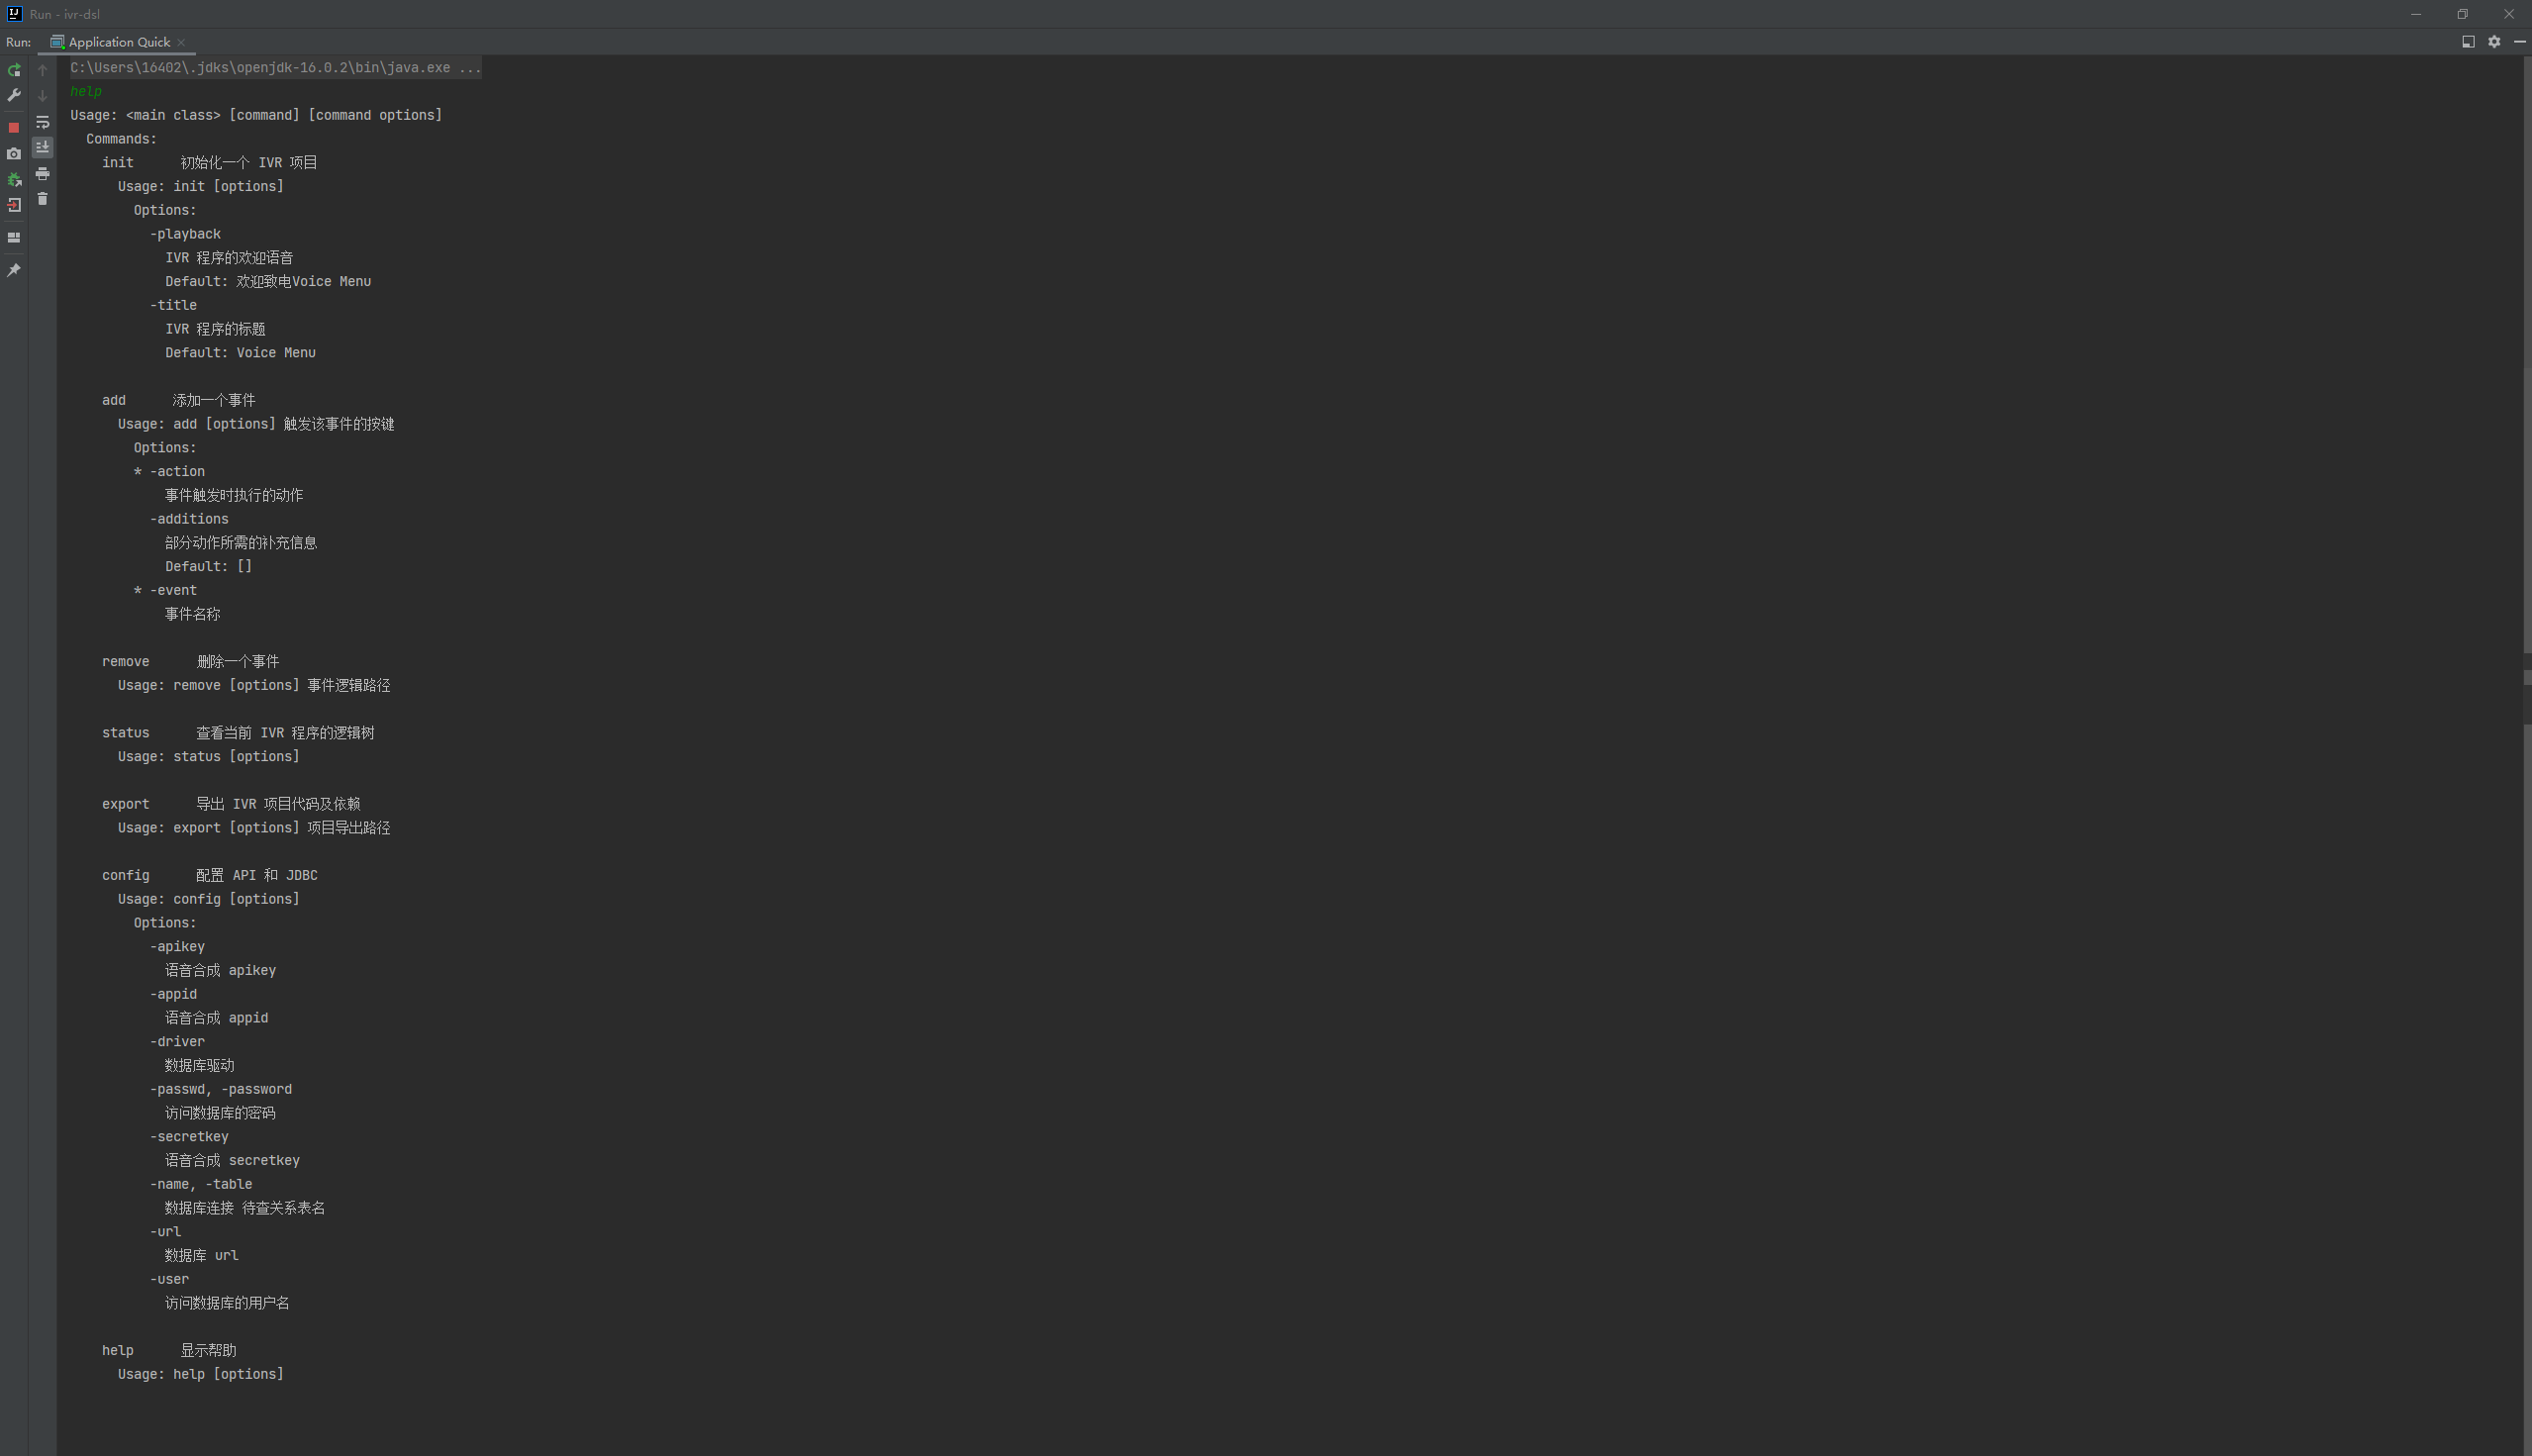 Run - ivr-dsl
Run: Application Quick
C:\Users\16402\.jdks\openjdk-16.0.2\bin\java.exe ...
help
Usage: <main class> [command] [command options]
Commands:
init 初始化一个 IVR 项目
Usage: init [options]
Options:
-playback
IVR 程序的欢迎语音
Default: 欢迎致电Voice Menu
-title
IVR 程序的标题
Default: Voice Menu
add 添加一个事件
Usage: add [options] 触发该事件的按键
Options:
* -action
事件触发时执行的动作
-additions
部分动作所需的补充信息
Default: []
* -event
事件名称
remove 删除一个事件
Usage: remove [options] 事件逻辑路径
status 查看当前 IVR 程序的逻辑树
Usage: status [options]
export 导出 IVR 项目代码及依赖
Usage: export [options] 项目导出路径
config 配置 API 和 JDBC
Usage: config [options]
Options:
-apikey
语音合成 apikey
-appid
语音合成 appid
-driver
数据库驱动
-passwd, -password
访问数据库的密码
-secretkey
语音合成 secretkey
-name, -table
数据库连接 待查关系表名
-url
数据库 url
-user
访问数据库的用户名
help 显示帮助
Usage: help [options]